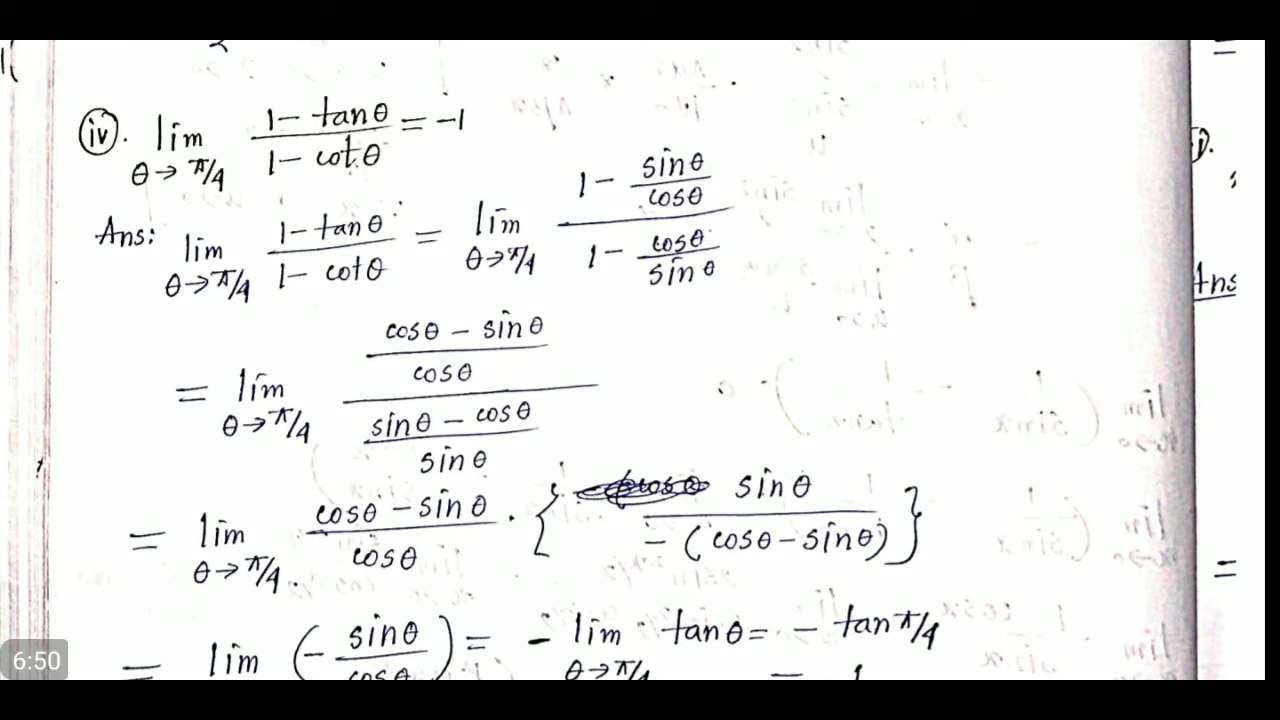 (iv). lim θ→π/4 (1 - tanθ)/(1 - cotθ) = -1
Ans: lim θ→π/4 (1 - tanθ)/(1 - cotθ) = lim θ→π/4 (1 - sinθ/cosθ)/(1 - cosθ/sinθ)
= lim θ→π/4 ((cosθ - sinθ)/cosθ)/((sinθ - cosθ)/sinθ)
= lim θ→π/4. (cosθ - sinθ)/cosθ · { sinθ/(-(cosθ - sinθ)) }
= lim (- sinθ/cosθ) = - lim θ→π/4 tanθ = - tan π/4
= 1
Ans
6:50